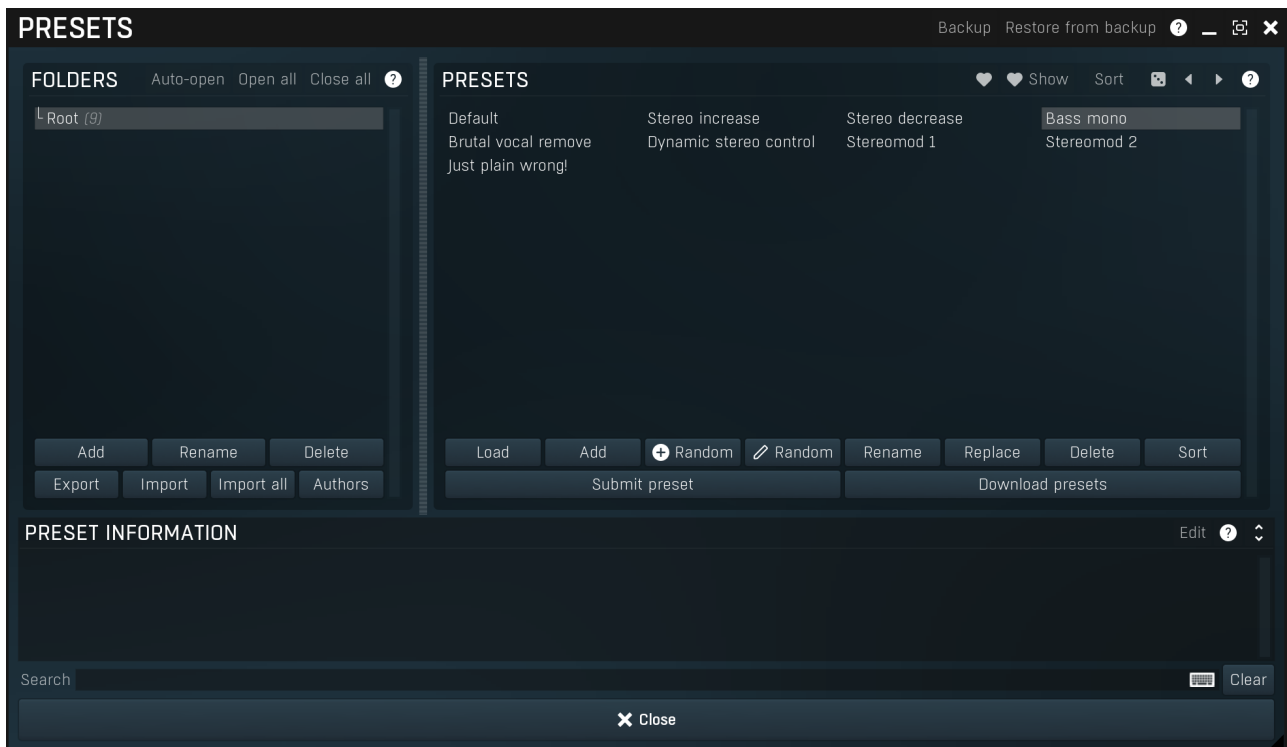 PRESETS Backup Restore from backup ?
FOLDERS Auto-open Open all Close all ?
Root (9)
Add Rename Delete
Export Import Import all Authors
PRESETS Show Sort ?
Default Stereo increase Stereo decrease Bass mono
Brutal vocal remove Dynamic stereo control Stereomod 1 Stereomod 2
Just plain wrong!
Load Add Random Random Rename Replace Delete Sort
Submit preset Download presets
PRESET INFORMATION Edit ?
Search Clear
Close